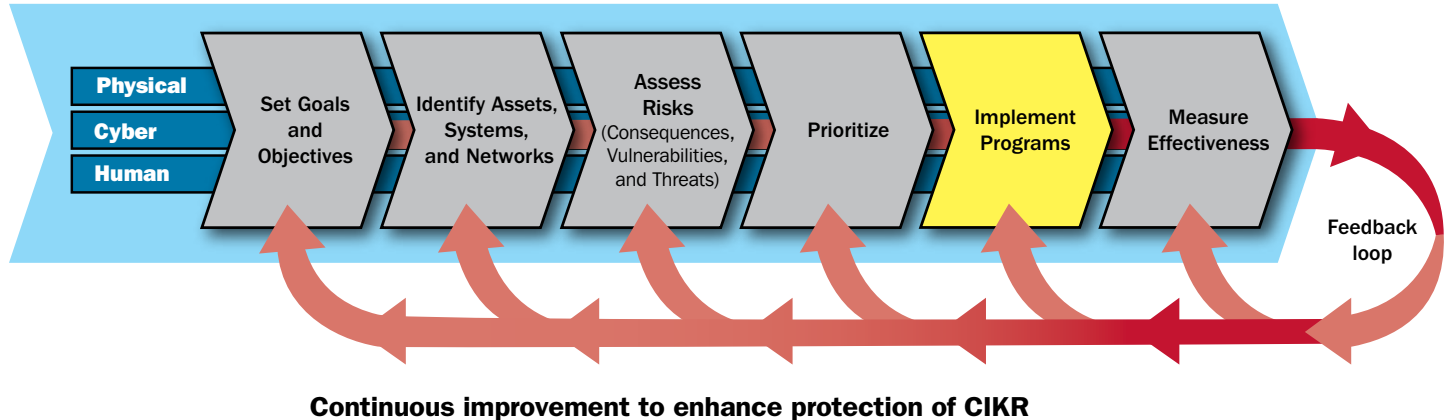 Physical
Cyber
Human
Set Goals
and
Objectives
Identify Assets,
Systems,
and Networks
Assess
Risks
(Consequences,
Vulnerabilities,
and Threats)
Prioritize
Implement
Programs
Measure
Effectiveness
Feedback
loop
Continuous improvement to enhance protection of CIKR